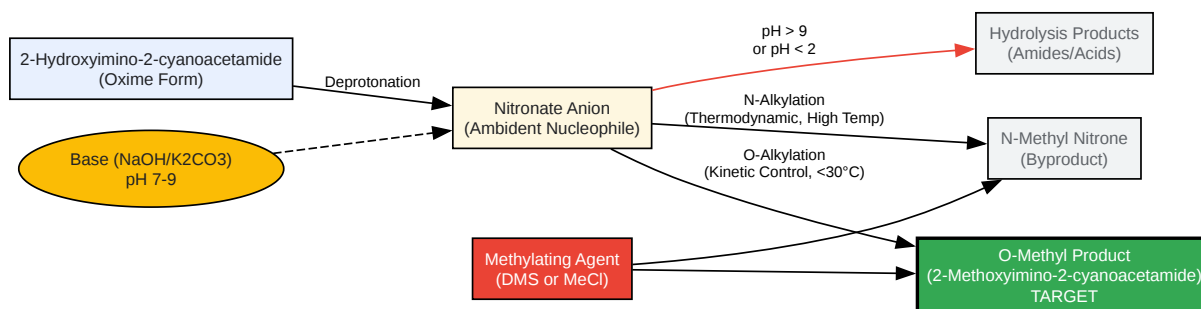 2-Hydroxyimino-2-cyanoacetamide
(Oxime Form)
Base (NaOH/K2CO3)
pH 7-9
Deprotonation
Nitronate Anion
(Ambident Nucleophile)
Methylating Agent
(DMS or MeCl)
pH > 9
or pH < 2
N-Alkylation
(Thermodynamic, High Temp)
O-Alkylation
(Kinetic Control, <30°C)
Hydrolysis Products
(Amides/Acids)
N-Methyl Nitrone
(Byproduct)
O-Methyl Product
(2-Methoxyimino-2-cyanoacetamide)
TARGET